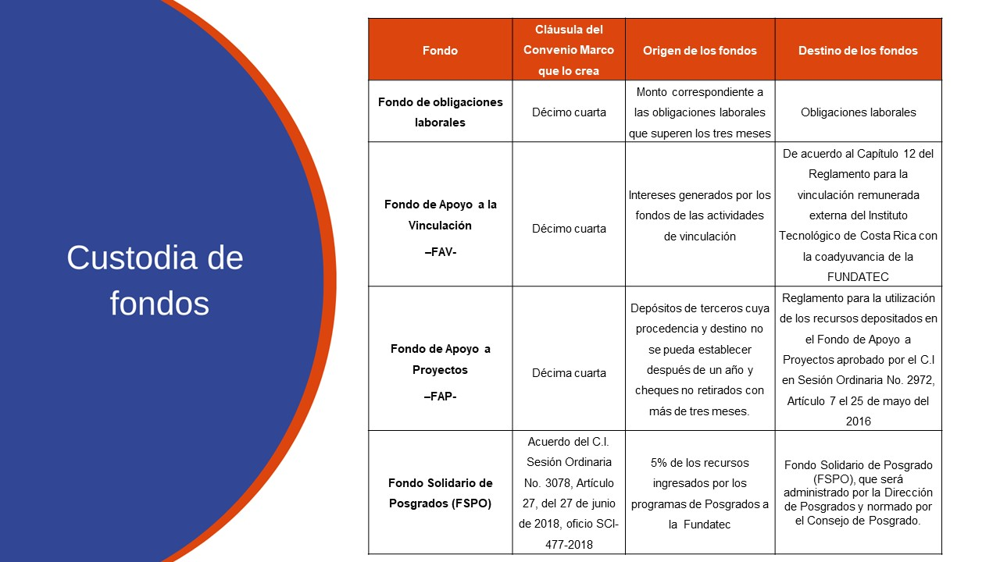 Custodia de
fondos
Fondo
Cláusula del
Convenio Marco
que lo crea
Origen de los fondos
Destino de los fondos
Fondo de obligaciones
laborales
Décimo cuarta
Monto correspondiente a
las obligaciones laborales
que superen los tres meses
Obligaciones laborales
Fondo de Apoyo a la
Vinculación
–FAV-
Décimo cuarta
Intereses generados por los
fondos de las actividades
de vinculación
De acuerdo al Capítulo 12 del
Reglamento para la
vinculación remunerada
externa del Instituto
Tecnológico de Costa Rica con
la coadyuvancia de la
FUNDATEC
Fondo de Apoyo a
Proyectos
–FAP-
Décima cuarta
Depósitos de terceros cuya
procedencia y destino no
se pueda establecer
después de un año y
cheques no retirados con
más de tres meses.
Reglamento para la utilización
de los recursos depositados en
el Fondo de Apoyo a
Proyectos aprobado por el C.I
en Sesión Ordinaria No. 2972,
Artículo 7 el 25 de mayo del
2016
Fondo Solidario de
Posgrados (FSPO)
Acuerdo del C.I.
Sesión Ordinaria
No. 3078, Artículo
27, del 27 de junio
de 2018, oficio SCI-
477-2018
5% de los recursos
ingresados por los
programas de Posgrados a
la Fundatec
Fondo Solidario de Posgrado
(FSPO), que será
administrado por la Dirección
de Posgrados y normado por
el Consejo de Posgrado.